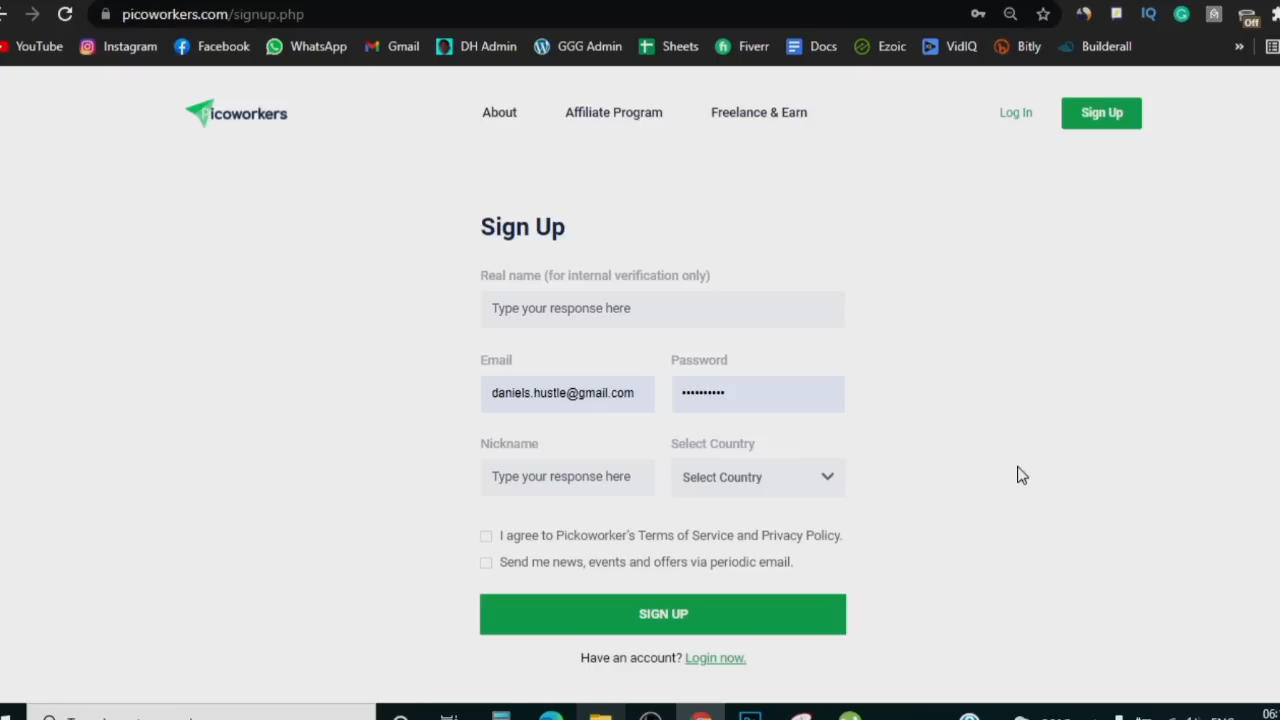 picoworkers.com/signup.php
Off
YouTube Instagram Facebook WhatsApp Gmail DH Admin GGG Admin Sheets Fiverr Docs Ezoic VidIQ Bitly Builderall »
Picoworkers About Affiliate Program Freelance & Earn Log In Sign Up
Sign Up
Real name (for internal verification only)
Type your response here
Email Password
daniels.hustle@gmail.com ••••••••••
Nickname Select Country
Type your response here Select Country
I agree to Pickoworker's Terms of Service and Privacy Policy.
Send me news, events and offers via periodic email.
SIGN UP
Have an account? Login now.